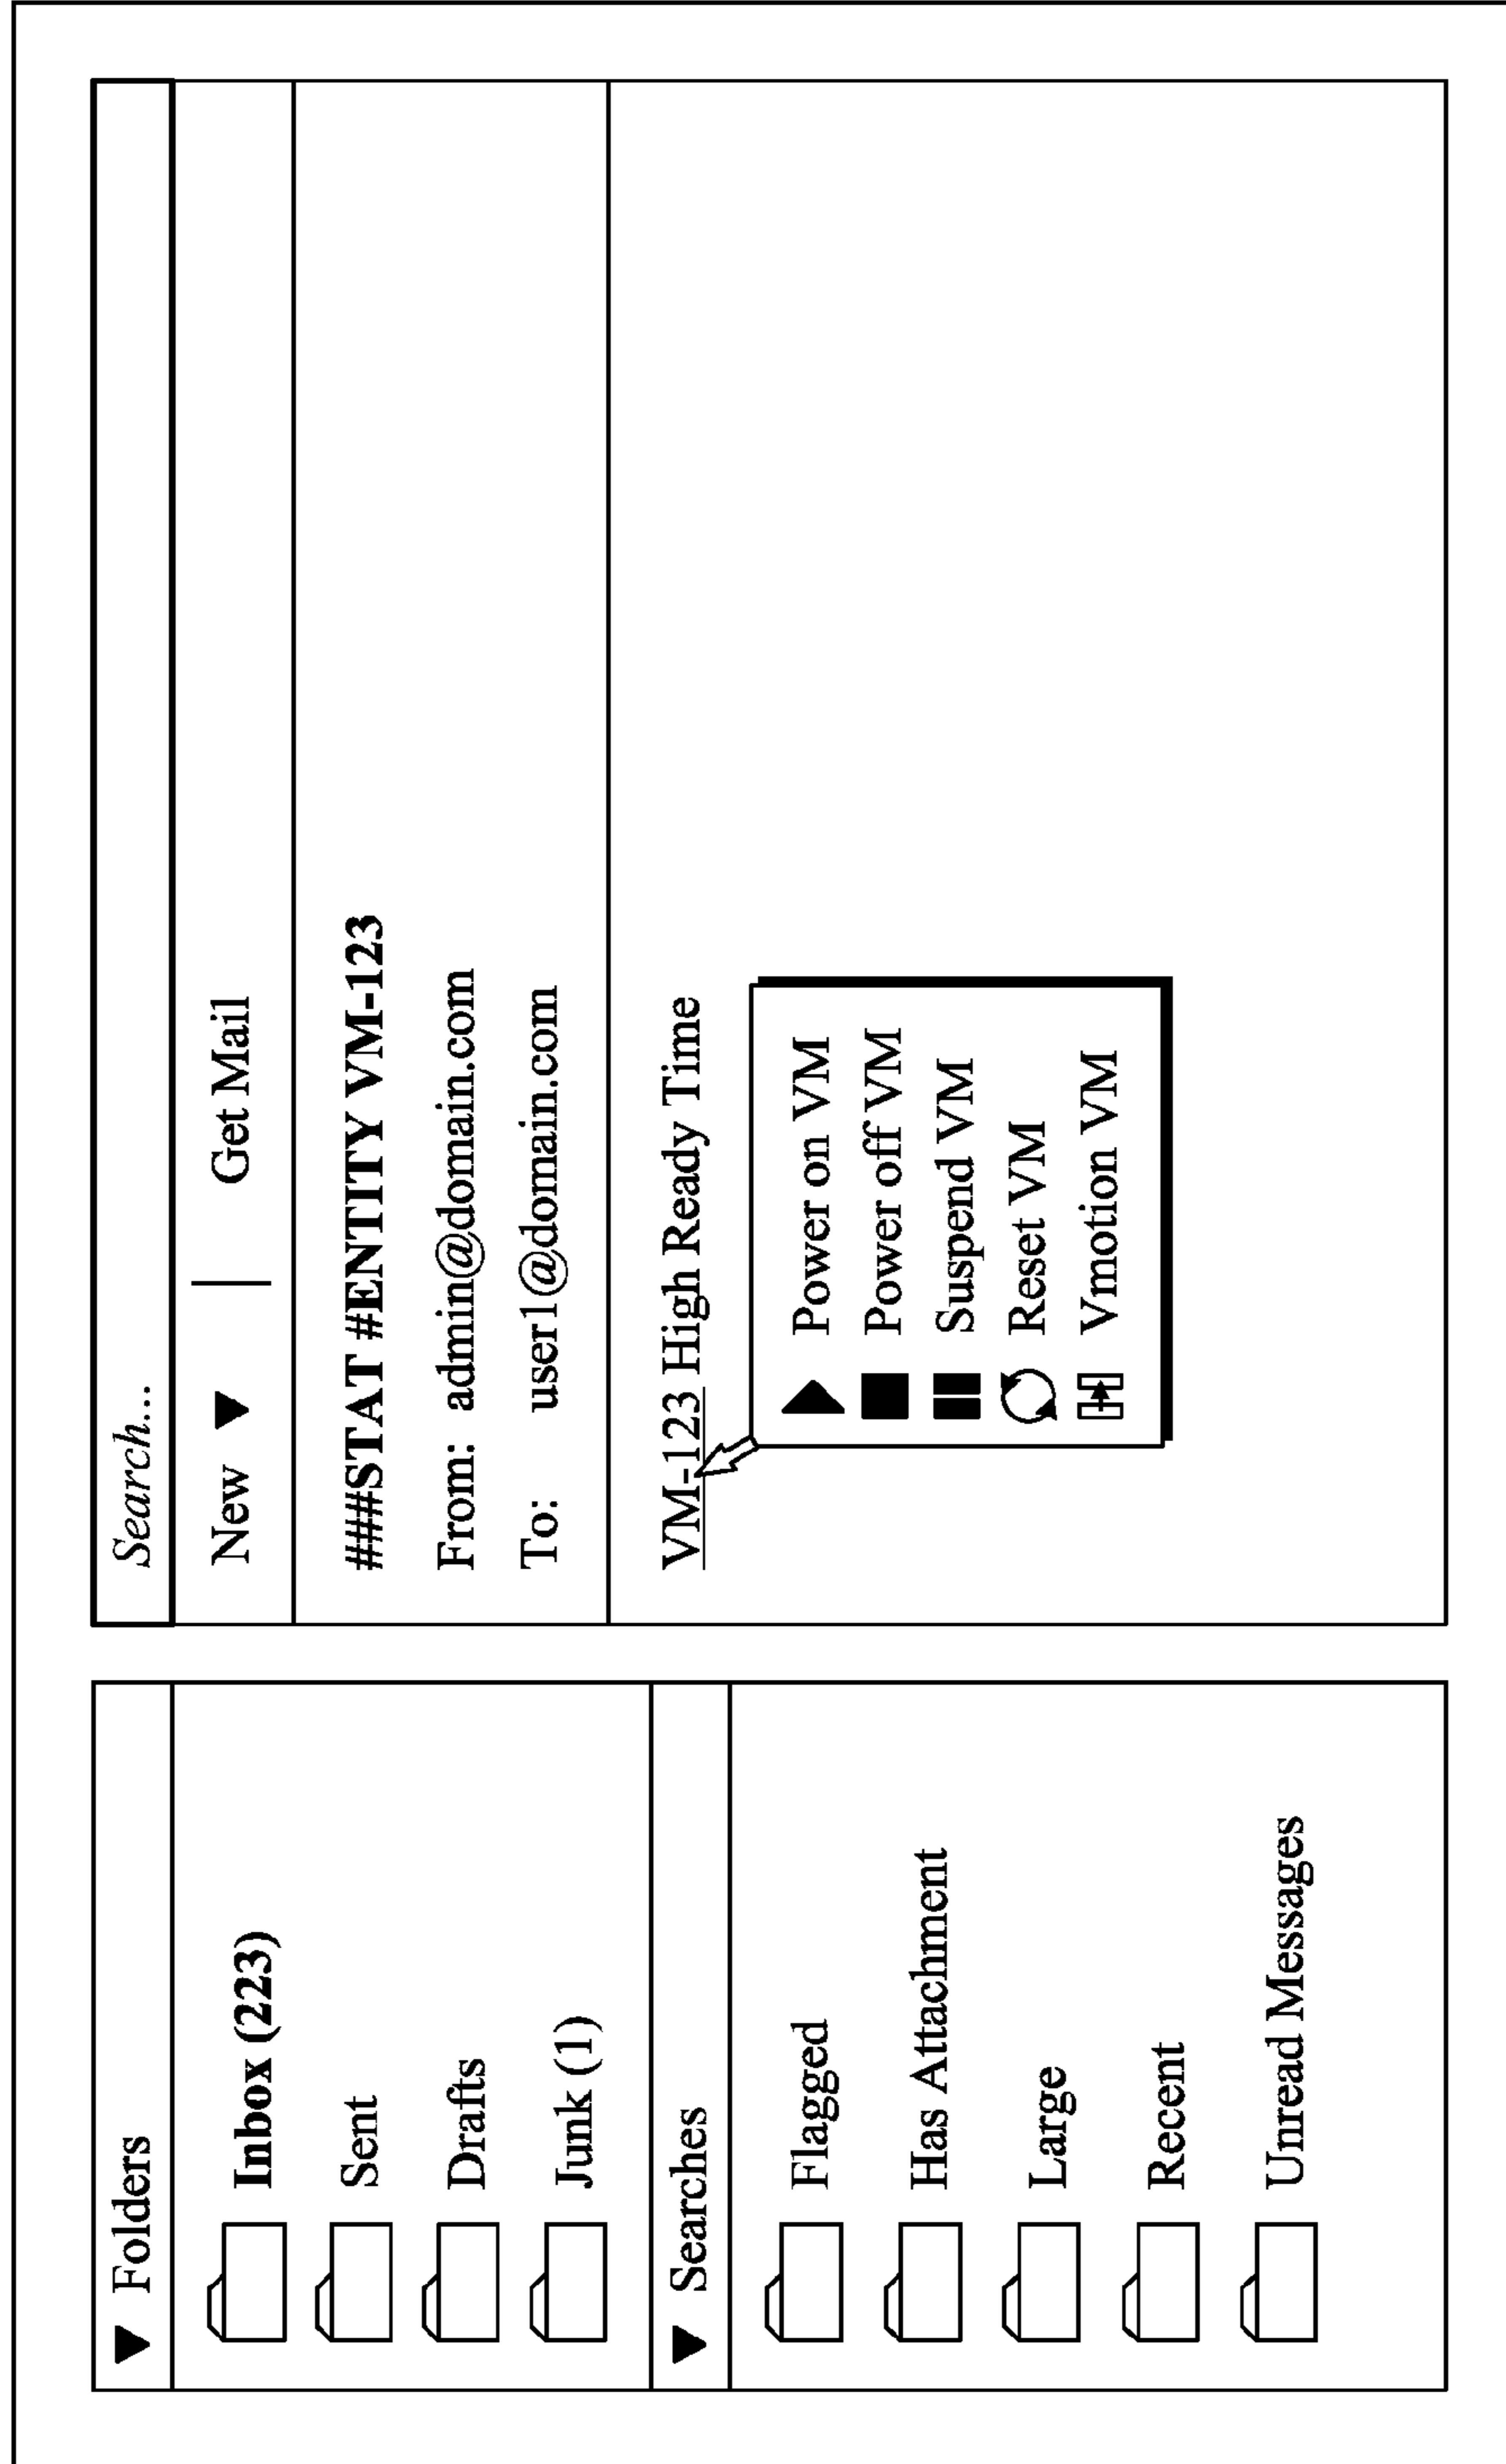 Folders
Inbox (223)
Sent
Drafts
Junk (1)
Searches
Flagged
Has Attachment
Large
Recent
Unread Messages
Search...
New | Get Mail
###STAT #ENTITY VM-123
From: admin@domain.com
To: user1@domain.com
VM-123 High Ready Time
Power on VM
Power off VM
Suspend VM
Reset VM
Vmotion VM